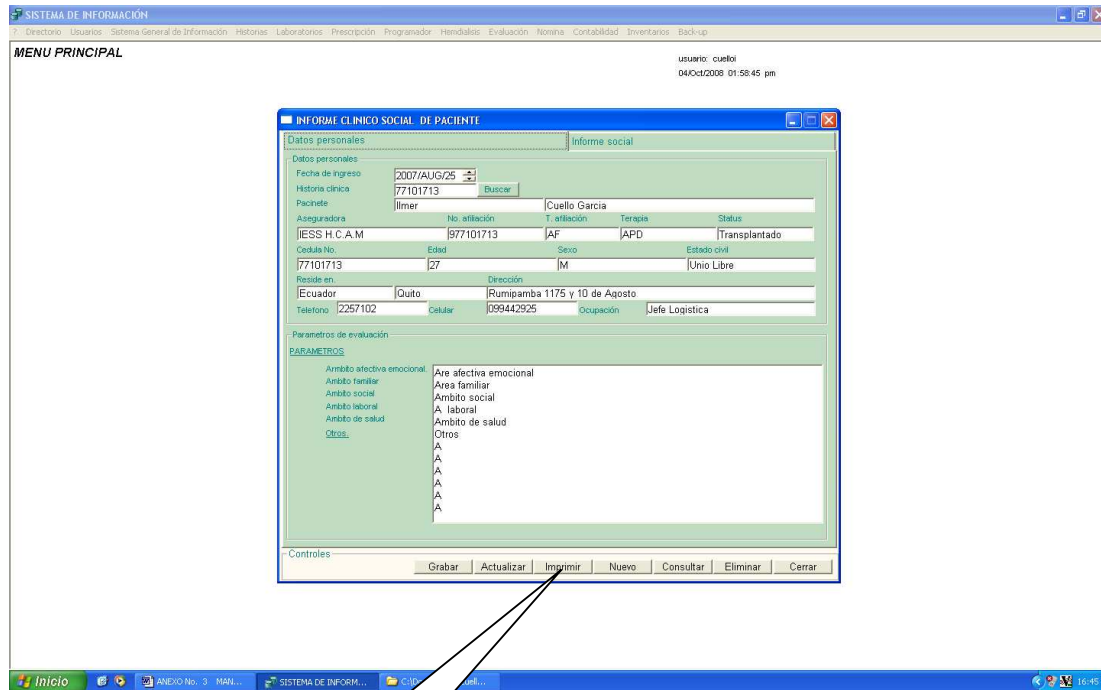 SISTEMA DE INFORMACIÓN
? Directorio Usuarios Sistema General de Información Historias Laboratorios Prescripción Programador Hemdialisis Evaluación Nomina Contabilidad Inventarios Back-up
MENU PRINCIPAL
usuario: cuelloi
04/Oct/2008 01:58:45 pm
INFORME CLINICO SOCIAL DE PACIENTE
Datos personales Informe social
Datos personales
Fecha de ingreso 2007/AUG/25
Historia clinica 77101713 Buscar
Pacinete Ilmer Cuello Garcia
Aseguradora No. afiliación T. afiliación Terapia Status
IESS H.C.A.M 977101713 AF APD Transplantado
Cedula No. Edad Sexo Estado civil
77101713 27 M Unio Libre
Reside en. Dirección
Ecuador Quito Rumipamba 1175 y 10 de Agosto
Telefono 2257102 Celular 099442925 Ocupación Jefe Logistica
Parametros de evaluación
PARAMETROS
Armbito afectiva emocional. Are afectiva emocional
Ambito familiar Area familiar
Ambito social Ambito social
Ambito laboral A laboral
Ambito de salud Ambito de salud
Otros. Otros
A
A
A
A
A
A
Controles
Grabar Actualizar Imprimir Nuevo Consultar Eliminar Cerrar
Inicio ANEXO No. 3 MAN... SISTEMA DE INFORM... 16:45